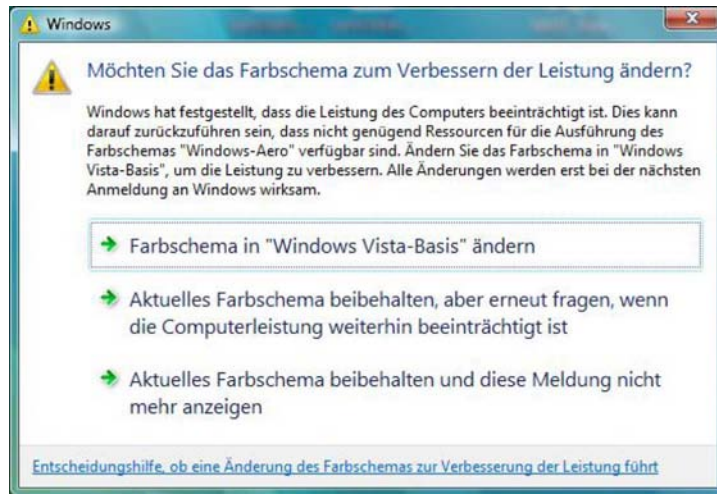 Windows
Möchten Sie das Farbschema zum Verbessern der Leistung ändern?
Windows hat festgestellt, dass die Leistung des Computers beeinträchtigt ist. Dies kann
darauf zurückzuführen sein, dass nicht genügend Ressourcen für die Ausführung des
Farbschemas "Windows-Aero" verfügbar sind. Ändern Sie das Farbschema in "Windows
Vista-Basis", um die Leistung zu verbessern. Alle Änderungen werden erst bei der nächsten
Anmeldung an Windows wirksam.
Farbschema in "Windows Vista-Basis" ändern
Aktuelles Farbschema beibehalten, aber erneut fragen, wenn
die Computerleistung weiterhin beeinträchtigt ist
Aktuelles Farbschema beibehalten und diese Meldung nicht
mehr anzeigen
Entscheidungshilfe, ob eine Änderung des Farbschemas zur Verbesserung der Leistung führt